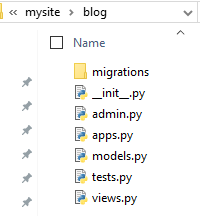 « mysite › blog
Name
migrations
__init__.py
admin.py
apps.py
models.py
tests.py
views.py